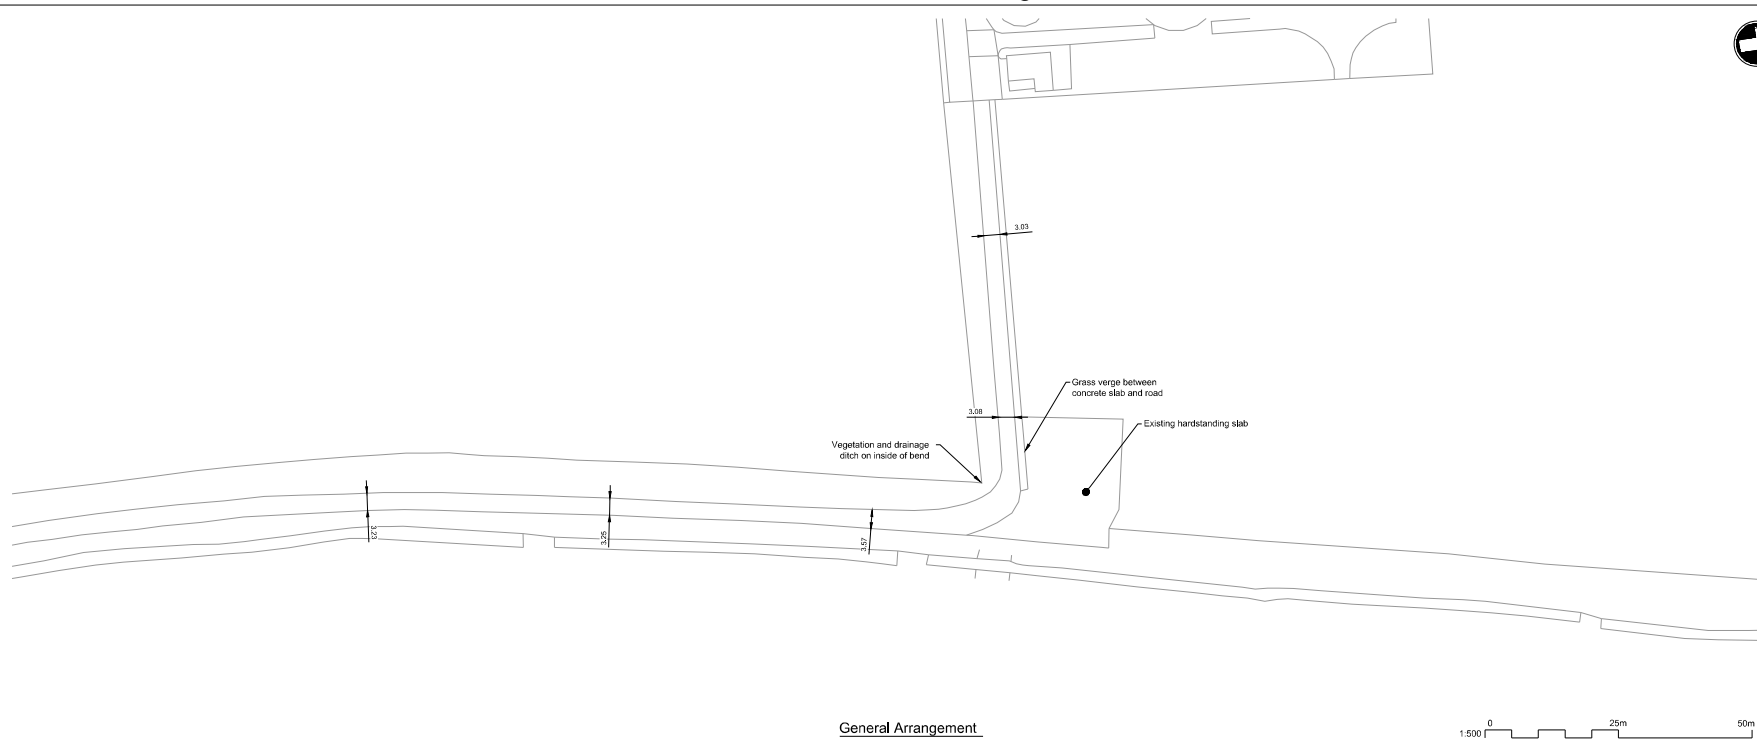 3.03
Grass verge between
concrete slab and road
3.08
Existing hardstanding slab
Vegetation and drainage
ditch on inside of bend
3.23
3.25
3.57
General Arrangement
1:500
0
25m
50m